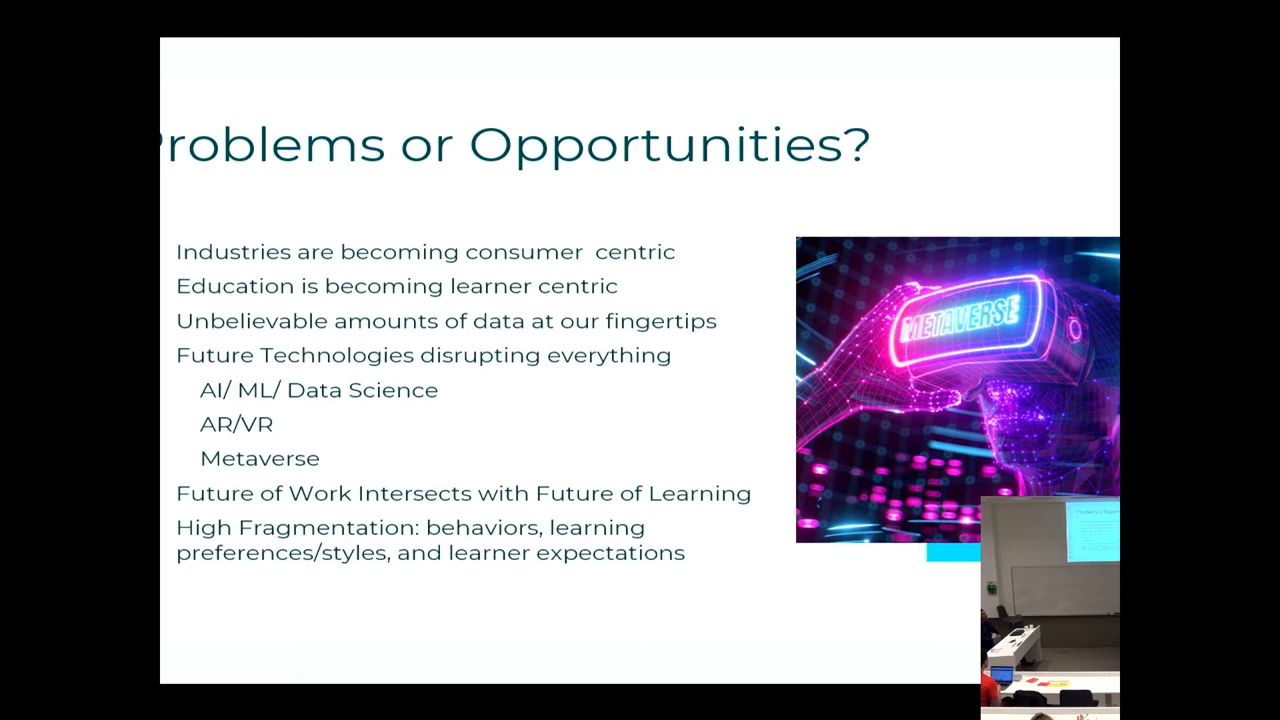 Problems or Opportunities?
Industries are becoming consumer  centric
Education is becoming learner centric
Unbelievable amounts of data at our fingertips
Future Technologies disrupting everything
AI/ ML/ Data Science
AR/VR
Metaverse
Future of Work Intersects with Future of Learning
High Fragmentation: behaviors, learning
preferences/styles, and learner expectations
METAVERSE